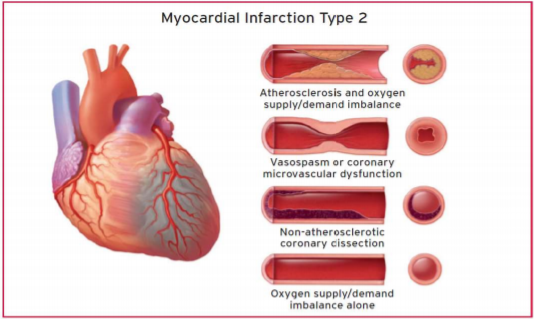 Myocardial Infarction Type 2
Atherosclerosis and oxygen
supply/demand imbalance
Vasospasm or coronary
microvascular dysfunction
Non-atherosclerotic
coronary cissection
Oxygen supply/demand
imbalance alone